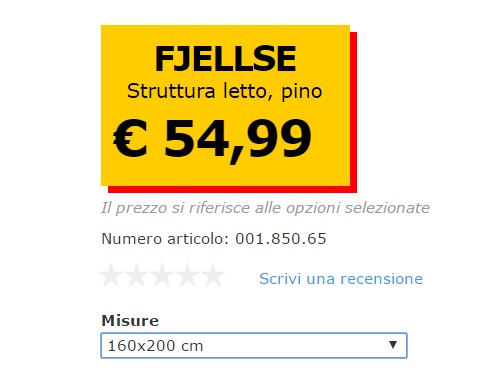 FJELLSE
Struttura letto, pino
€ 54,99
Il prezzo si riferisce alle opzioni selezionate
Numero articolo: 001.850.65
Scrivi una recensione
Misure
160x200 cm